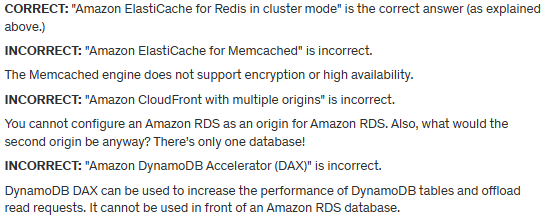 CORRECT: "Amazon ElastiCache for Redis in cluster mode" is the correct answer (as explained
above.)
INCORRECT: "Amazon ElastiCache for Memcached" is incorrect.
The Memcached engine does not support encryption or high availability.
INCORRECT: "Amazon CloudFront with multiple origins" is incorrect.
You cannot configure an Amazon RDS as an origin for Amazon RDS. Also, what would the
second origin be anyway? There's only one database!
INCORRECT: "Amazon DynamoDB Accelerator (DAX)" is incorrect.
DynamoDB DAX can be used to increase the performance of DynamoDB tables and offload
read requests. It cannot be used in front of an Amazon RDS database.